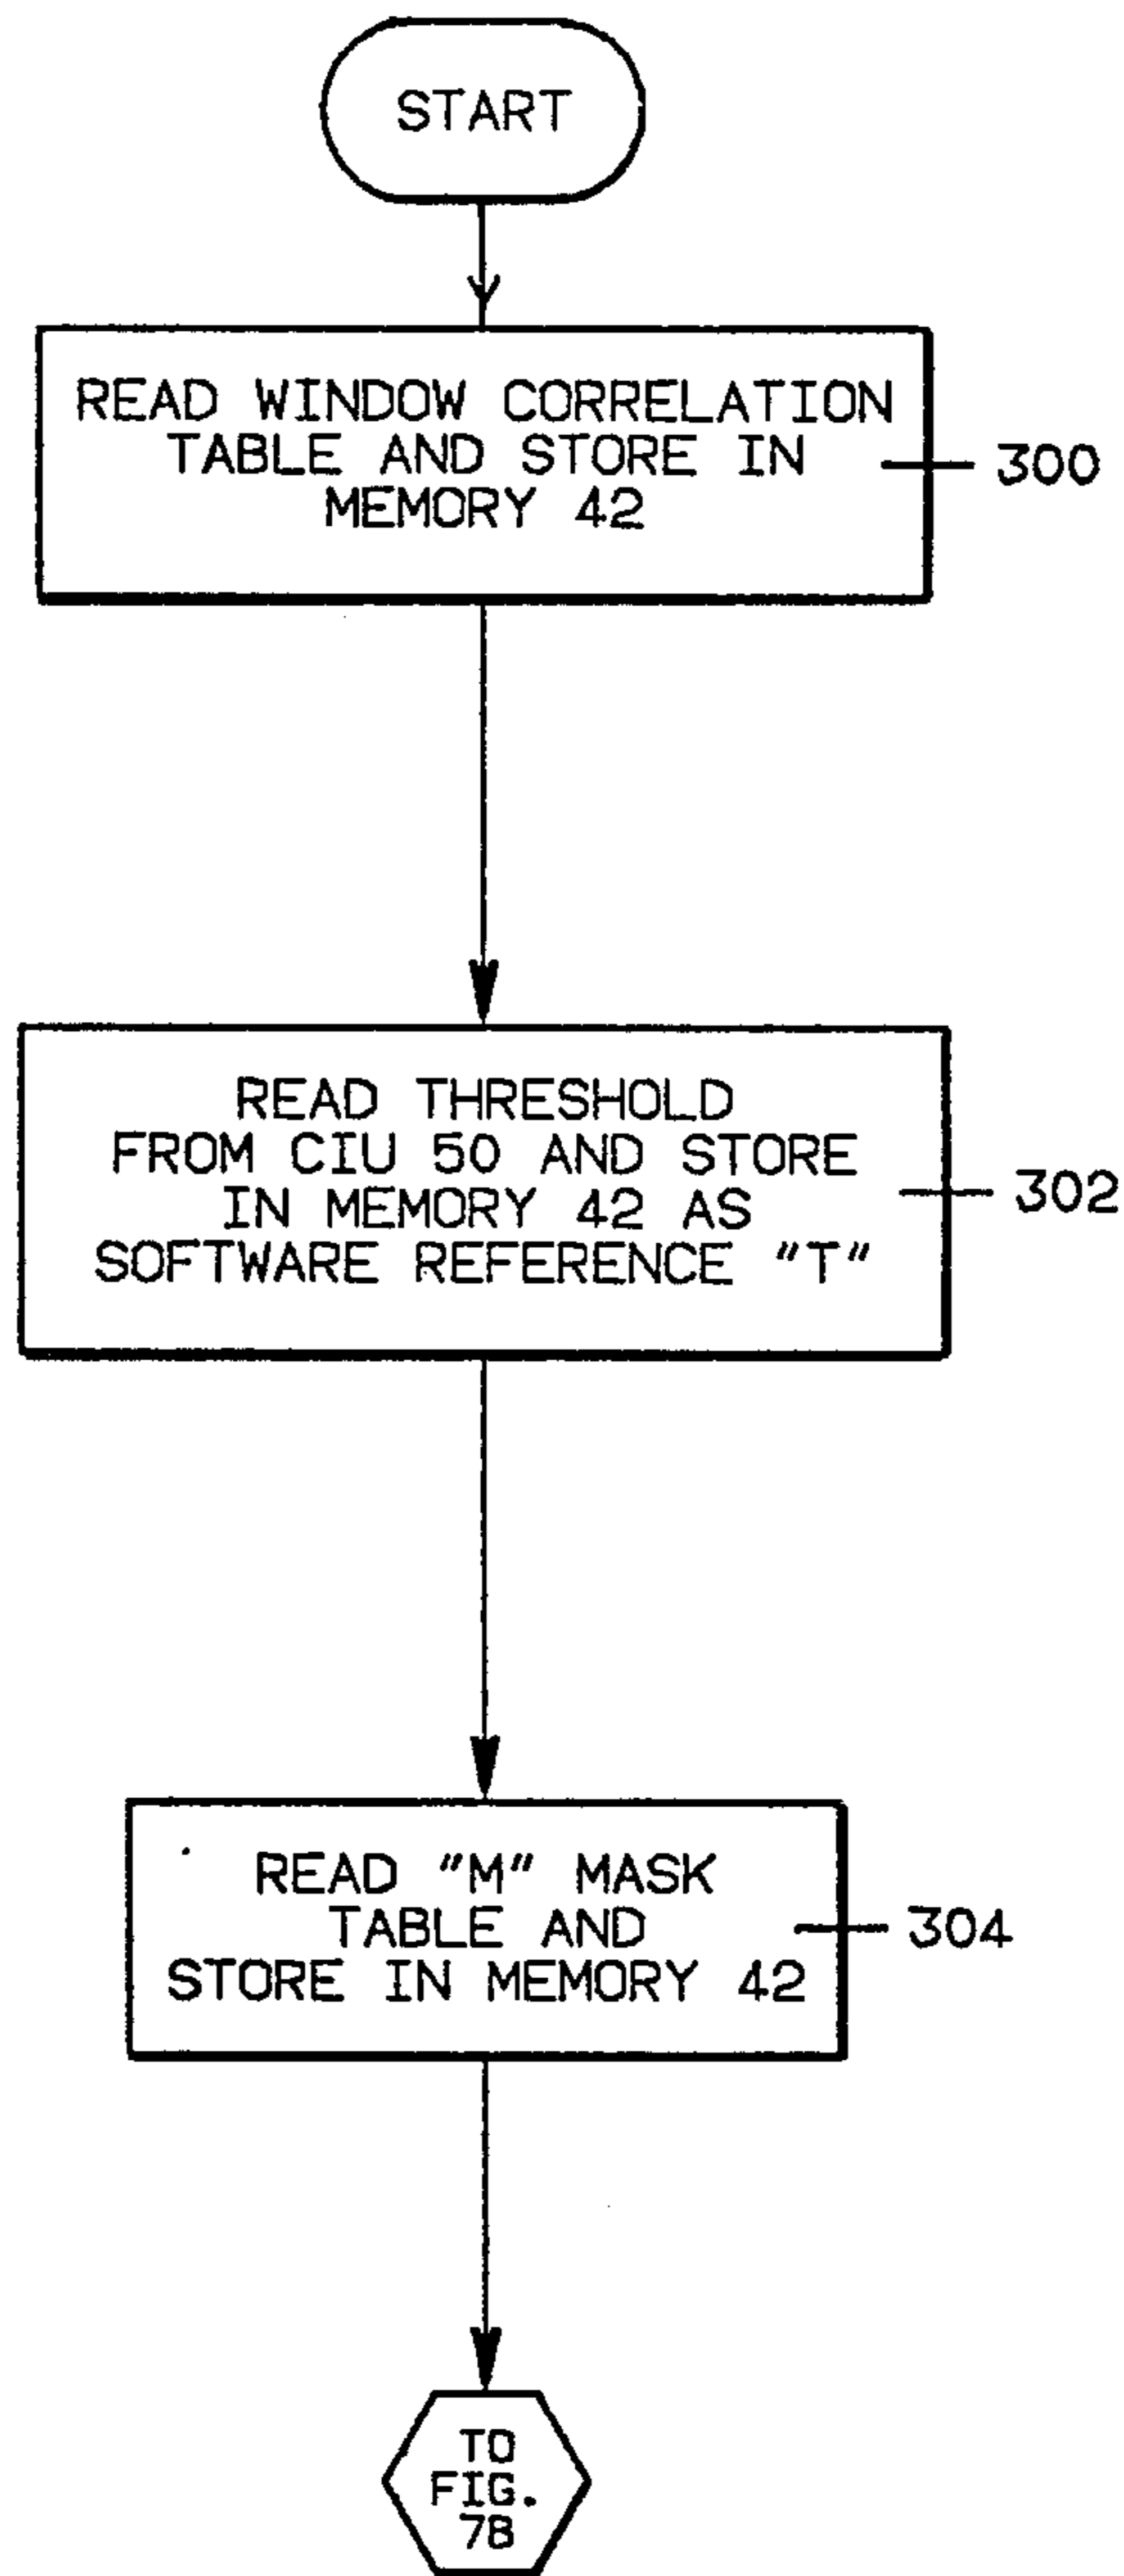 START
READ WINDOW CORRELATION
TABLE AND STORE IN
MEMORY 42
300
READ THRESHOLD
FROM CIU 50 AND STORE
IN MEMORY 42 AS
SOFTWARE REFERENCE "T"
302
READ "M" MASK
TABLE AND
STORE IN MEMORY 42
304
TO
FIG.
7B